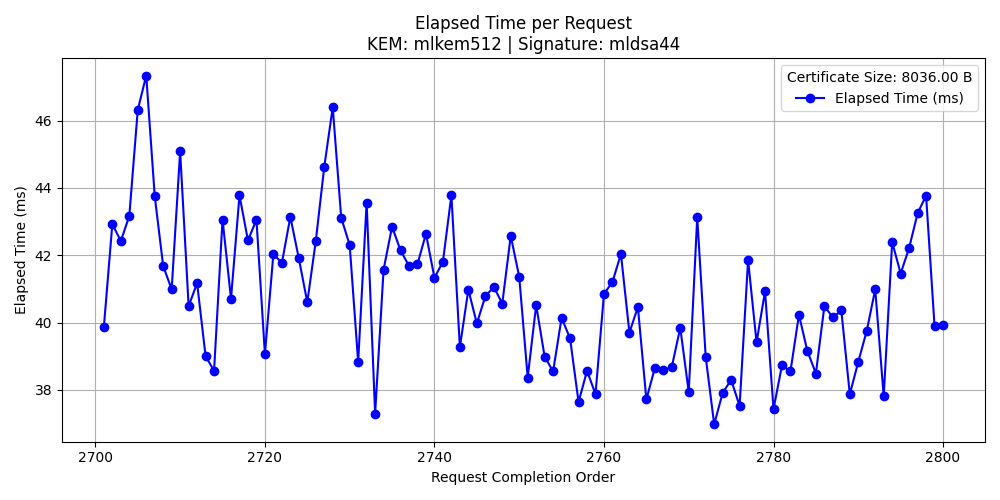 Elapsed Time per Request
KEM: mlkem512 | Signature: mldsa44
Certificate Size: 8036.00 B
Elapsed Time (ms)
Elapsed Time (ms)
46
44
42
40
38
2700 2720 2740 2760 2780 2800
Request Completion Order